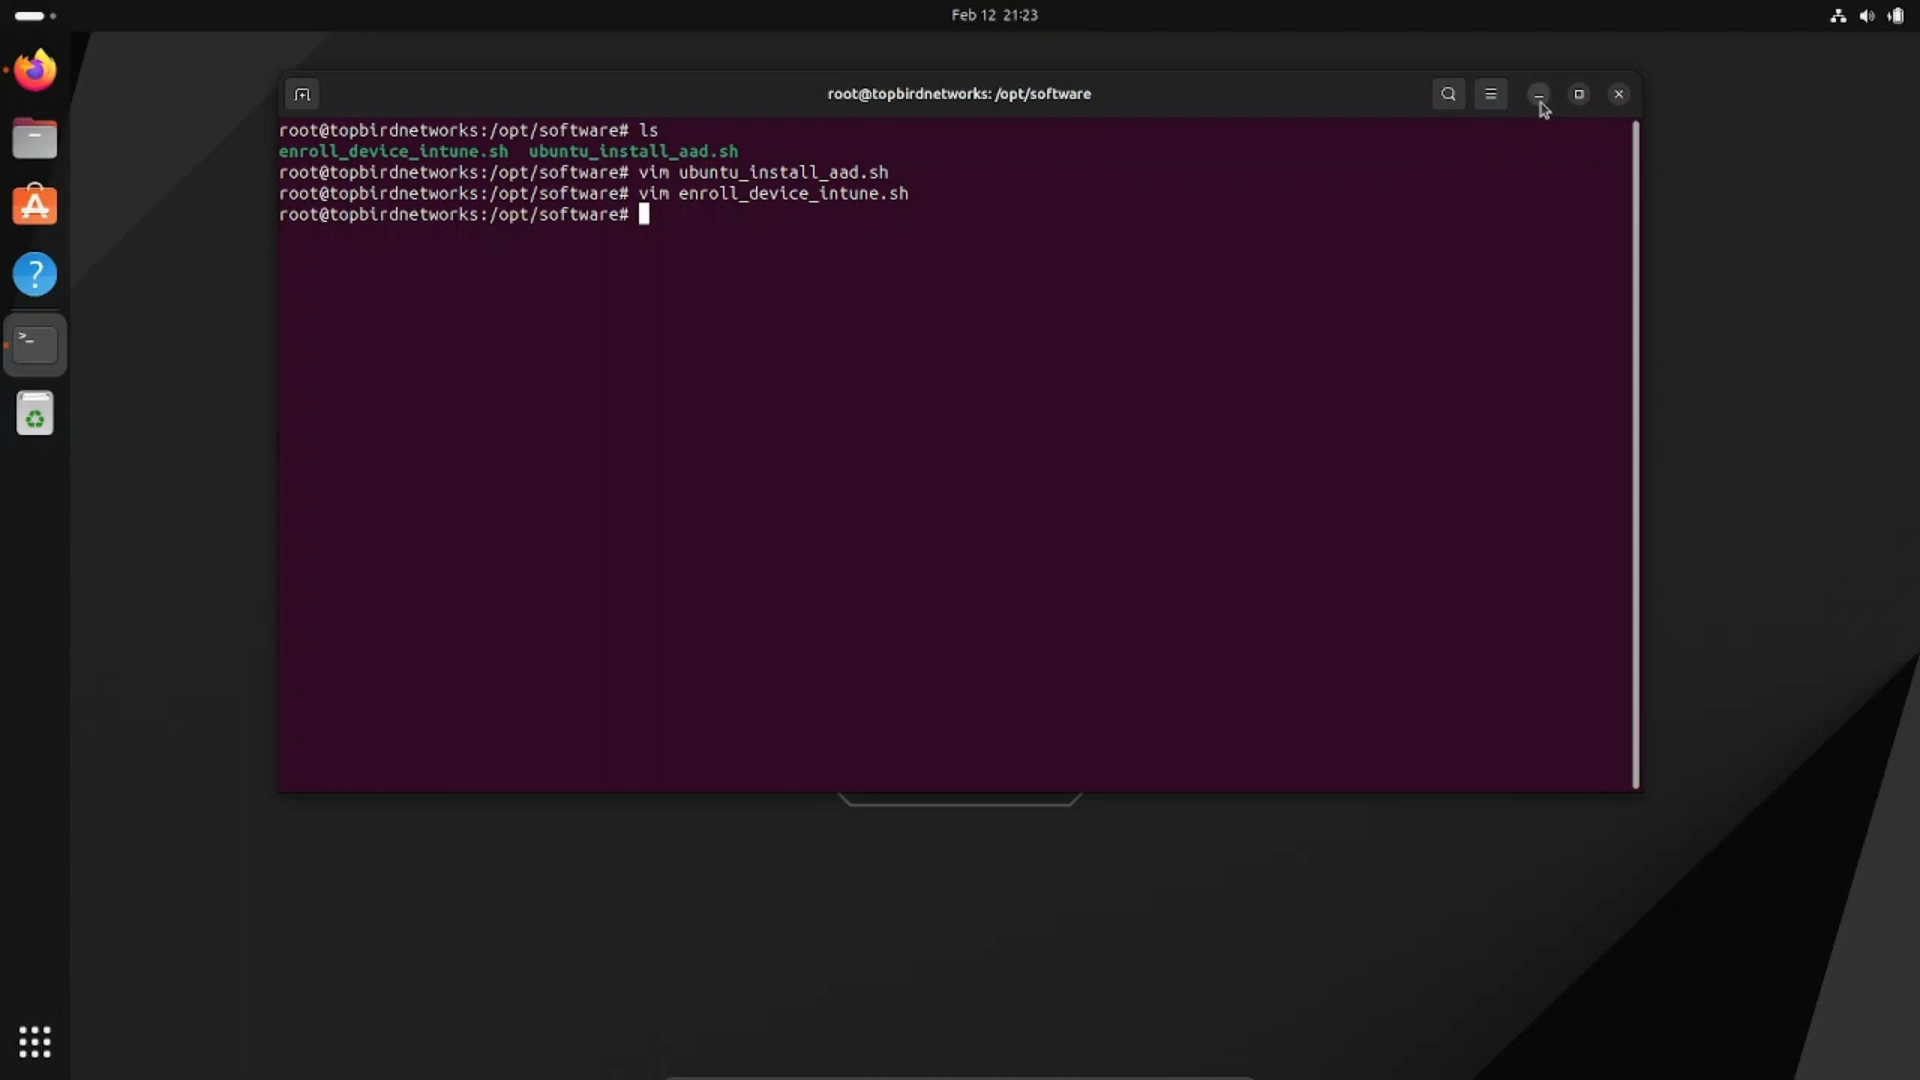 Feb 12 21:23
root@topbirdnetworks: /opt/software
root@topbirdnetworks:/opt/software# ls
enroll_device_intune.sh  ubuntu_install_aad.sh
root@topbirdnetworks:/opt/software# vim ubuntu_install_aad.sh
root@topbirdnetworks:/opt/software# vim enroll_device_intune.sh
root@topbirdnetworks:/opt/software#